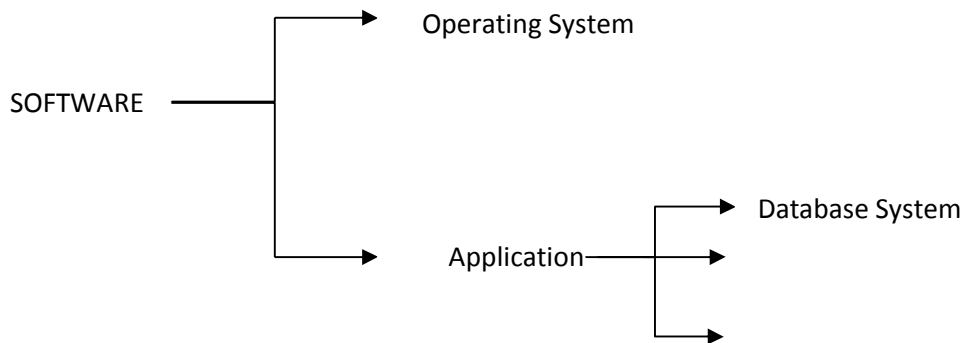 Operating System
SOFTWARE
Database System
Application